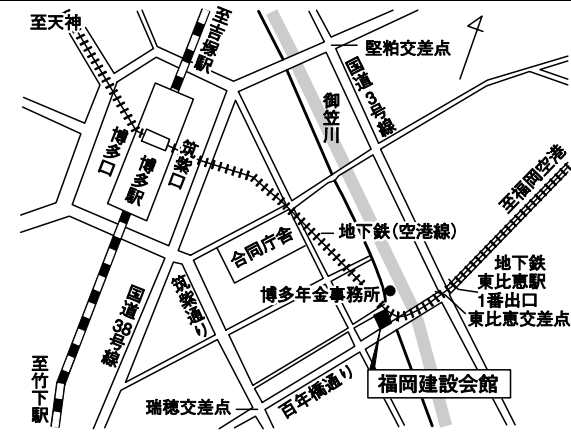 至天神
至吉塚駅
堅粕交差点
国道3号線
御笠川
博多口
博多駅
筑紫口
至福岡空港
地下鉄(空港線)
合同庁舎
地下鉄
東比恵駅
1番出口
東比恵交差点
博多年金事務所
筑紫通り
国道38号線
至竹下駅
福岡建設会館
百年橋通り
瑞穂交差点